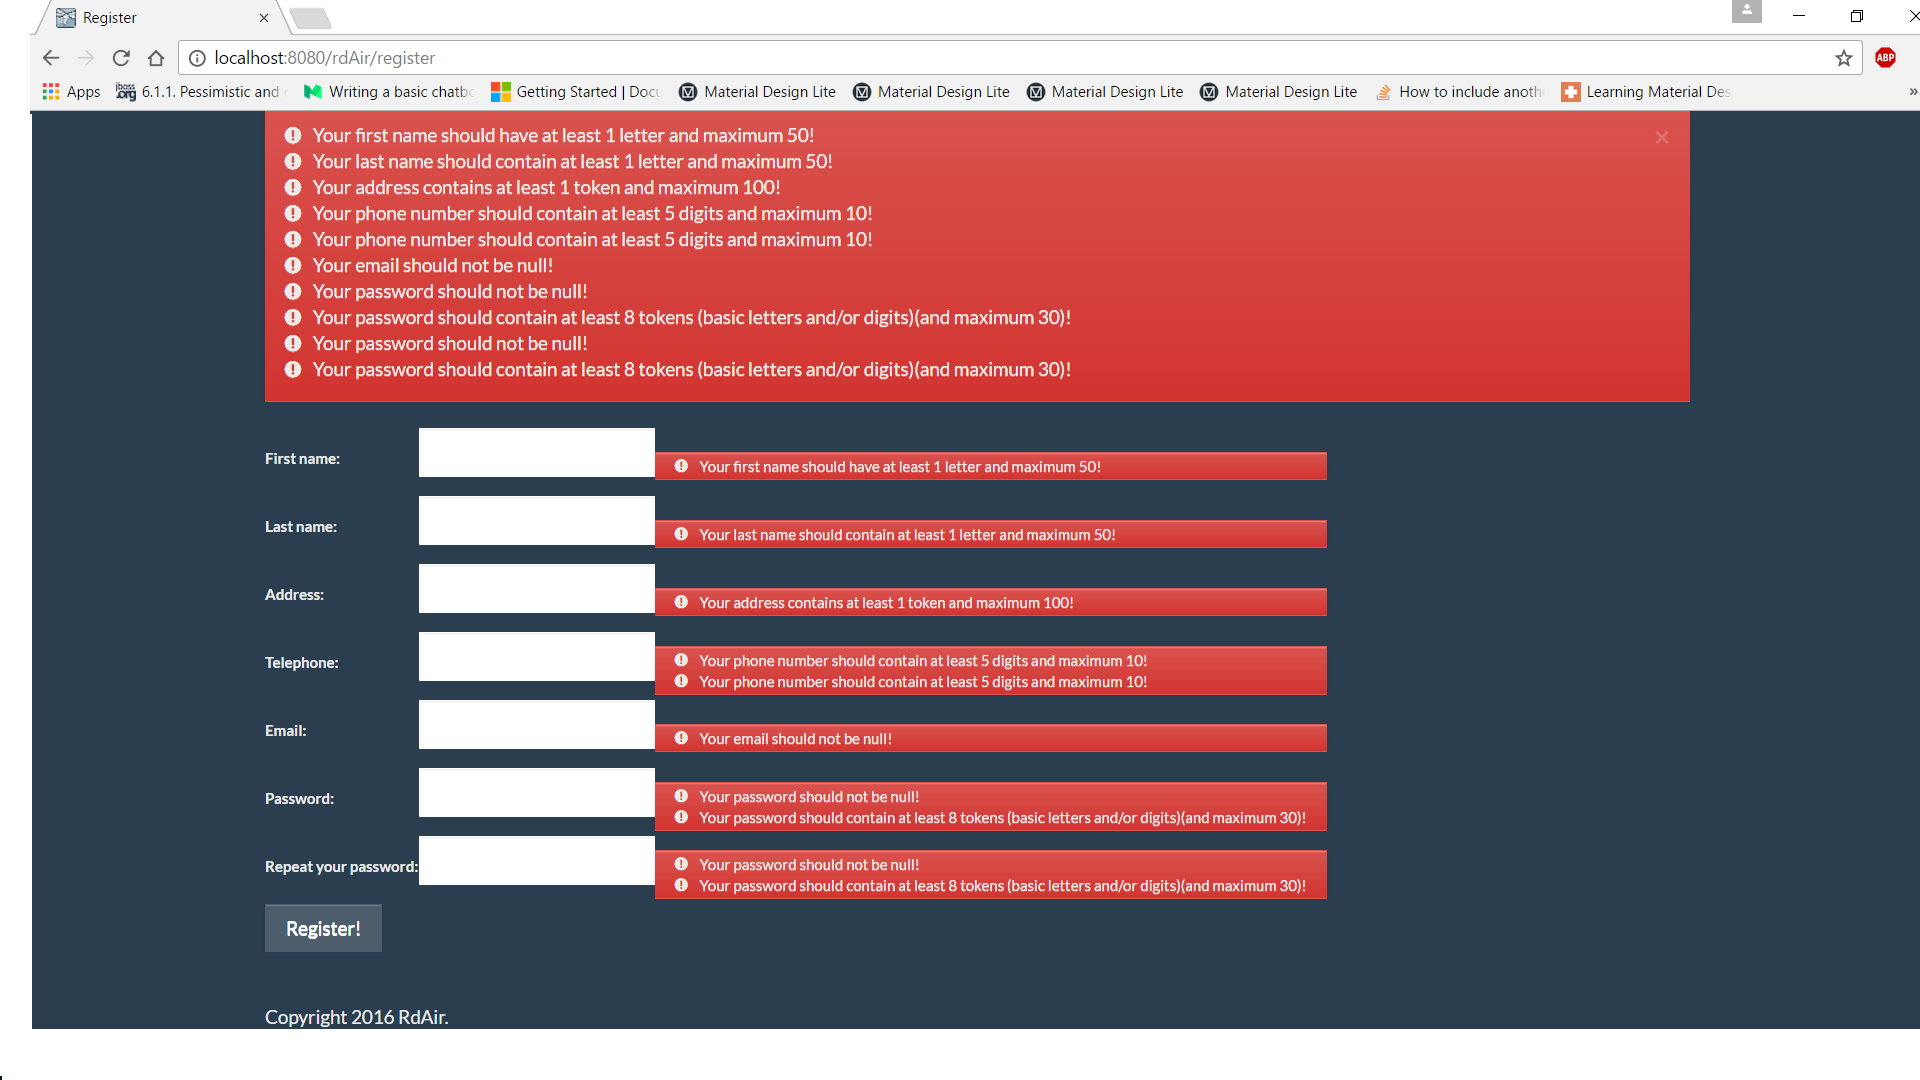 Register
localhost:8080/rdAir/register
ABP
Apps
jboss.org
6.1.1. Pessimistic and
Writing a basic chatb
Getting Started | Doc
Material Design Lite
Material Design Lite
Material Design Lite
Material Design Lite
How to include anoth
Learning Material Des
»
Your first name should have at least 1 letter and maximum 50!
Your last name should contain at least 1 letter and maximum 50!
Your address contains at least 1 token and maximum 100!
Your phone number should contain at least 5 digits and maximum 10!
Your phone number should contain at least 5 digits and maximum 10!
Your email should not be null!
Your password should not be null!
Your password should contain at least 8 tokens (basic letters and/or digits)(and maximum 30)!
Your password should not be null!
Your password should contain at least 8 tokens (basic letters and/or digits)(and maximum 30)!
First name:
Your first name should have at least 1 letter and maximum 50!
Last name:
Your last name should contain at least 1 letter and maximum 50!
Address:
Your address contains at least 1 token and maximum 100!
Telephone:
Your phone number should contain at least 5 digits and maximum 10!
Your phone number should contain at least 5 digits and maximum 10!
Email:
Your email should not be null!
Password:
Your password should not be null!
Your password should contain at least 8 tokens (basic letters and/or digits)(and maximum 30)!
Repeat your password:
Your password should not be null!
Your password should contain at least 8 tokens (basic letters and/or digits)(and maximum 30)!
Register!
Copyright 2016 RdAir.